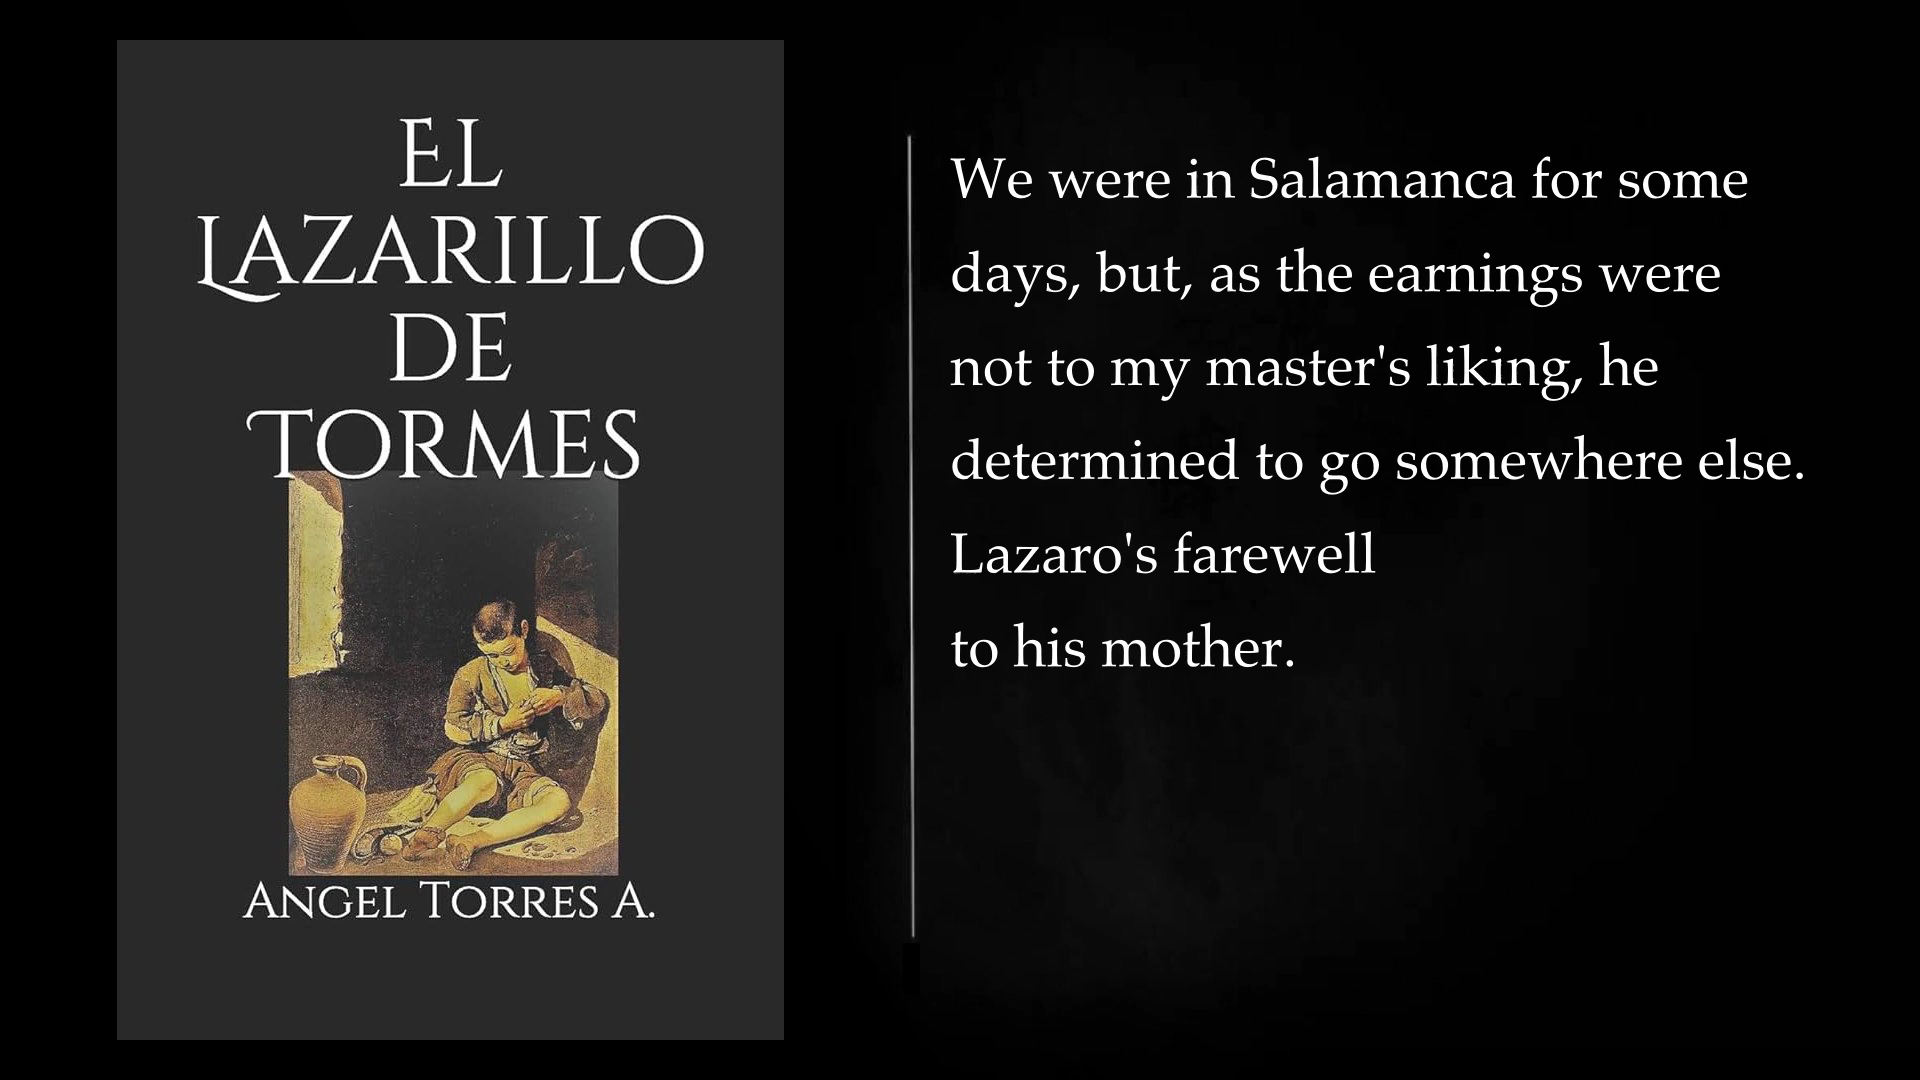 EL
LAZARILLO
DE
TORMES
ANGEL TORRES A.
We were in Salamanca for some
days, but, as the earnings were
not to my master's liking, he
determined to go somewhere else.
Lazaro's farewell
to his mother.